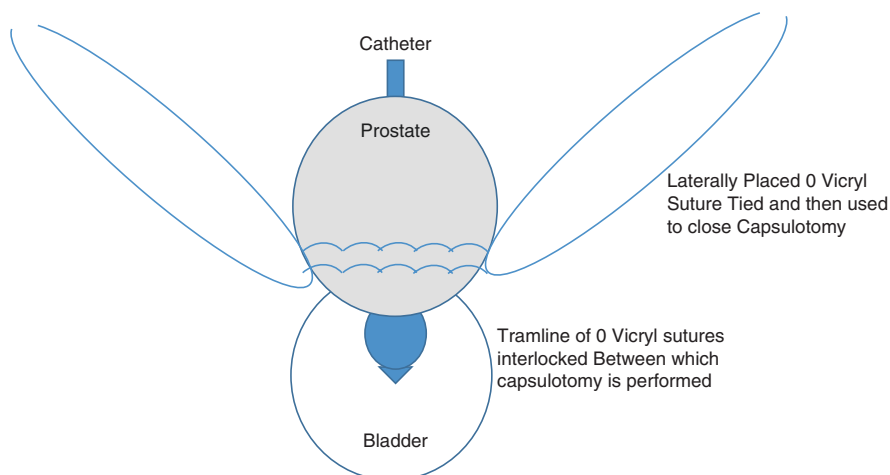 Catheter
Prostate
Laterally Placed 0 Vicryl
Suture Tied and then used
to close Capsulotomy
Tramline of 0 Vicryl sutures
interlocked Between which
capsulotomy is performed
Bladder